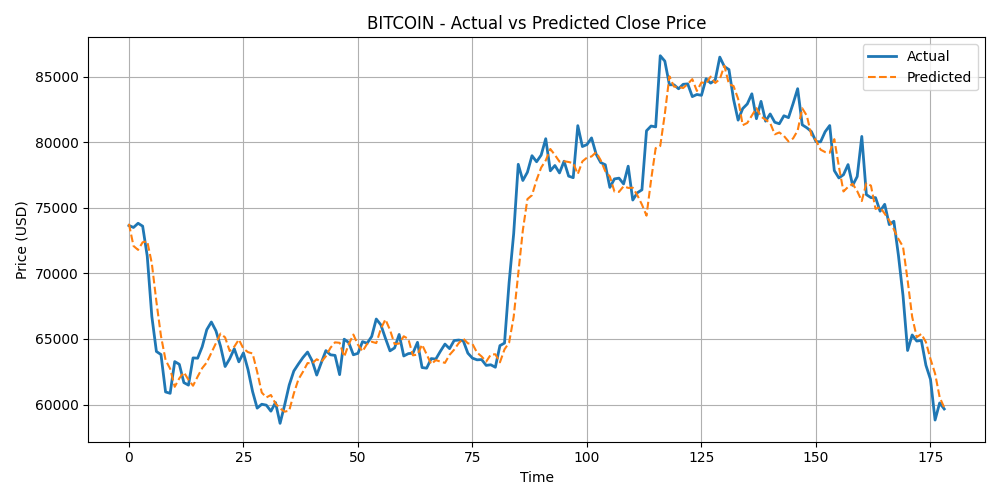 BITCOIN - Actual vs Predicted Close Price
Actual
Predicted
Price (USD)
85000
80000
75000
70000
65000
60000
0 25 50 75 100 125 150 175
Time